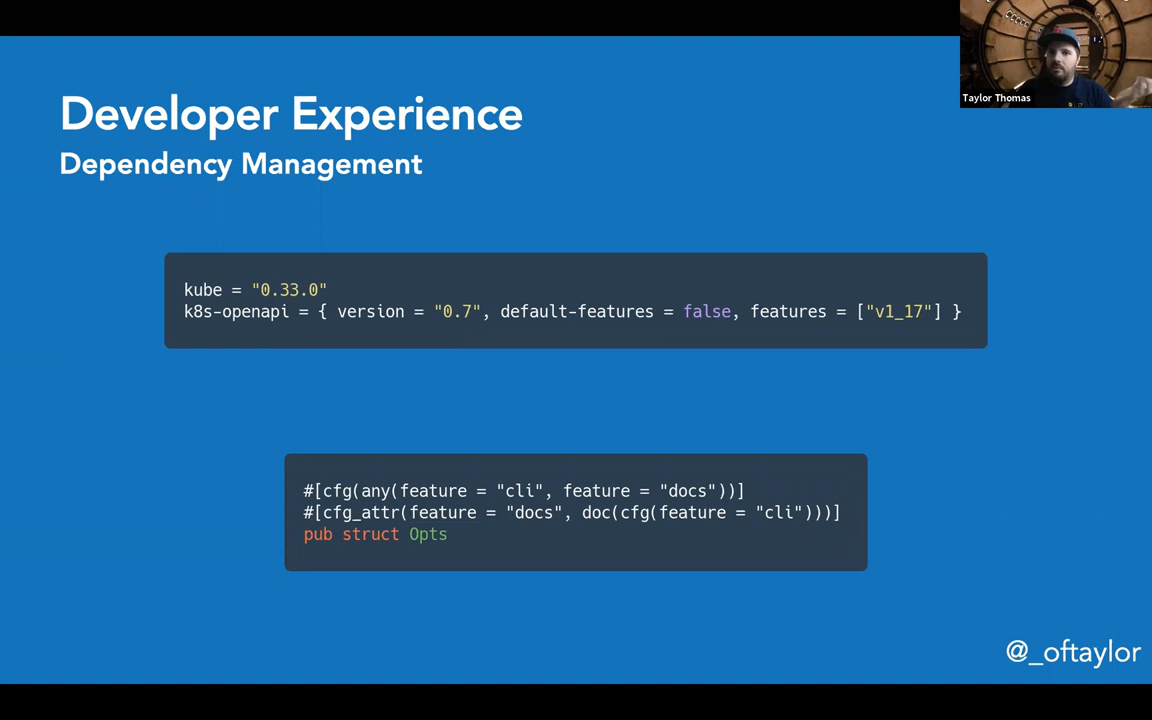 Taylor Thomas
Developer Experience
Dependency Management
kube = "0.33.0"
k8s-openapi = { version = "0.7", default-features = false, features = ["v1_17"] }
#[cfg(any(feature = "cli", feature = "docs"))]
#[cfg_attr(feature = "docs", doc(cfg(feature = "cli")))]
pub struct Opts
@_oftaylor